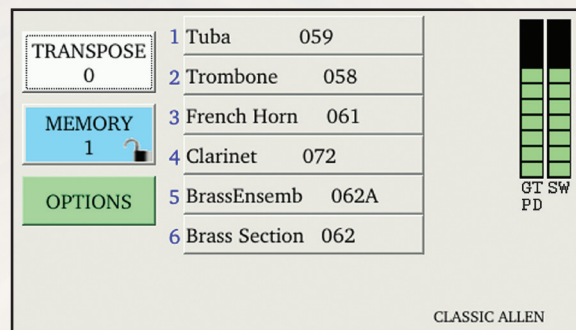 TRANSPOSE
0
MEMORY
1
OPTIONS
1 Tuba 059
2 Trombone 058
3 French Horn 061
4 Clarinet 072
5 BrassEnsemb 062A
6 Brass Section 062
GT SW
PD
CLASSIC ALLEN